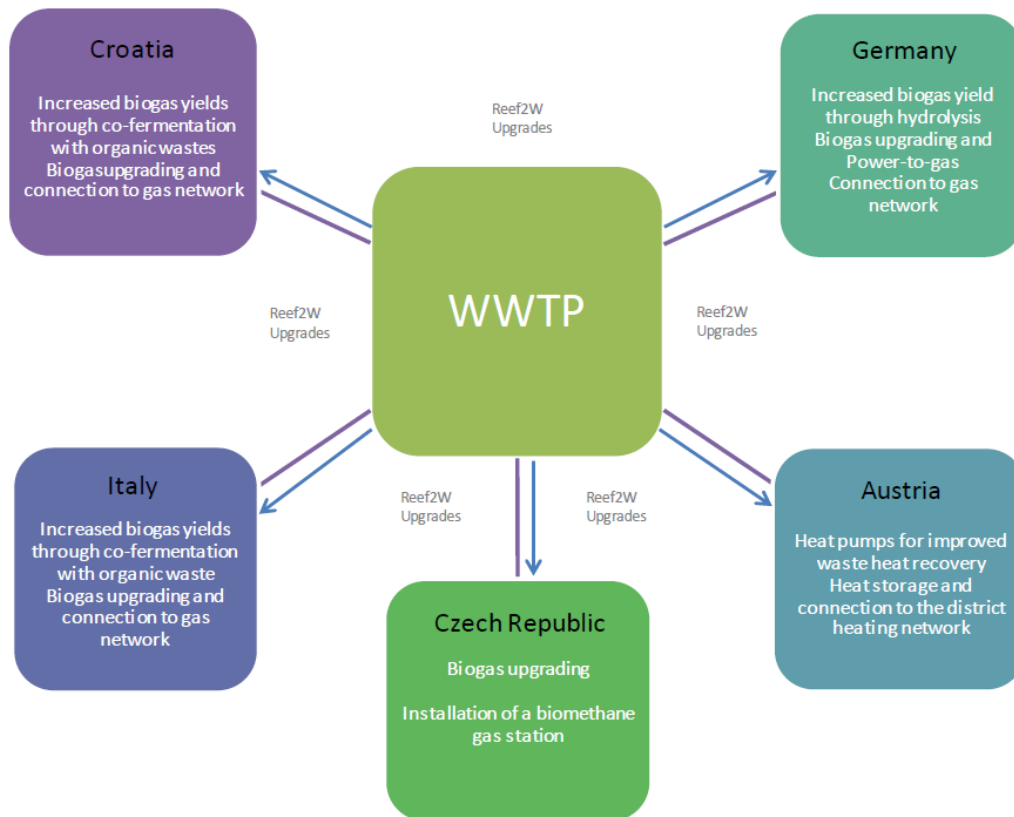 Croatia
Increased biogas yields
through co-fermentation
with organic wastes
Biogasupgrading and
connection to gas network
Reef2W
Upgrades
Germany
Increased biogas yield
through hydrolysis
Biogas upgrading and
Power-to-gas
Connection to gas
network
WWTP
Reef2W
Upgrades
Reef2W
Upgrades
Italy
Increased biogas yields
through co-fermentation
with organic waste
Biogas upgrading and
connection to gas
network
Reef2W
Upgrades
Reef2W
Upgrades
Austria
Heat pumps for improved
waste heat recovery
Heat storage and
connection to the district
heating network
Czech Republic
Biogas upgrading
Installation of a biomethane
gas station